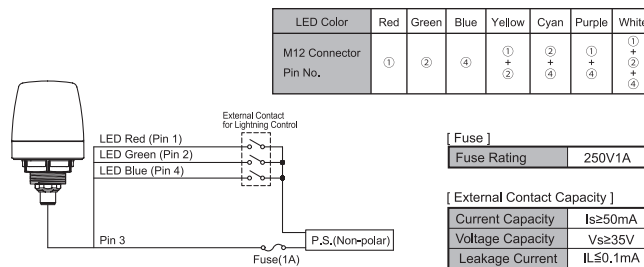 LED Color Red Green Blue Yellow Cyan Purple White
M12 Connector Pin No. ① ② ④ ①+② ②+④ ①+④ ①+②+④
External Contact
for Lightning Control
LED Red (Pin 1)
LED Green (Pin 2)
LED Blue (Pin 4)
Pin 3
Fuse(1A)
P.S.(Non-polar)
[ Fuse ]
Fuse Rating 250V1A
[ External Contact Capacity ]
Current Capacity Is≥50mA
Voltage Capacity Vs≥35V
Leakage Current IL≦0.1mA